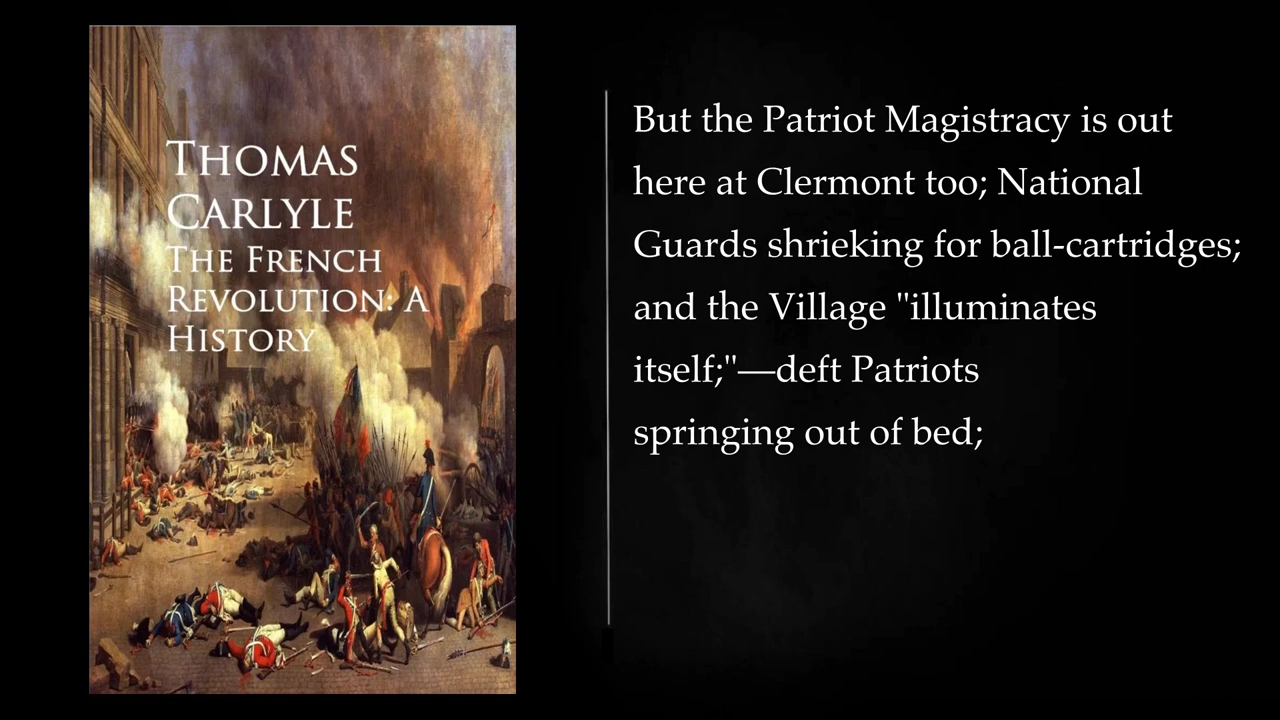 THOMAS
CARLYLE
THE FRENCH
REVOLUTION: A
HISTORY
But the Patriot Magistracy is out
here at Clermont too; National
Guards shrieking for ball-cartridges;
and the Village "illuminates
itself;"—deft Patriots
springing out of bed;